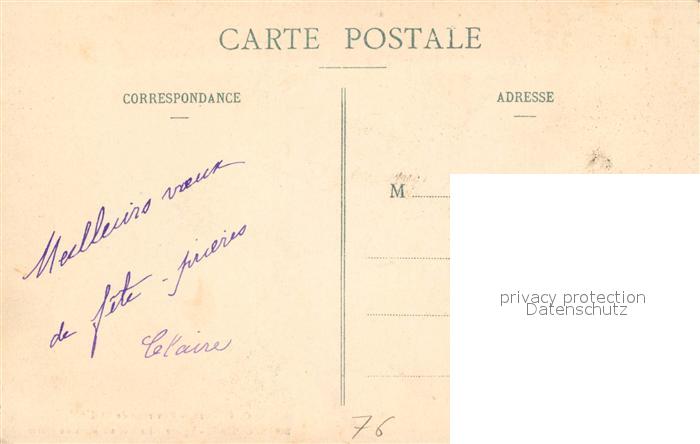 CARTE POSTALE
CORRESPONDANCE
ADRESSE
Meilleurs vœux
de fête - prières
Claire
M
privacy protection
Datenschutz
76